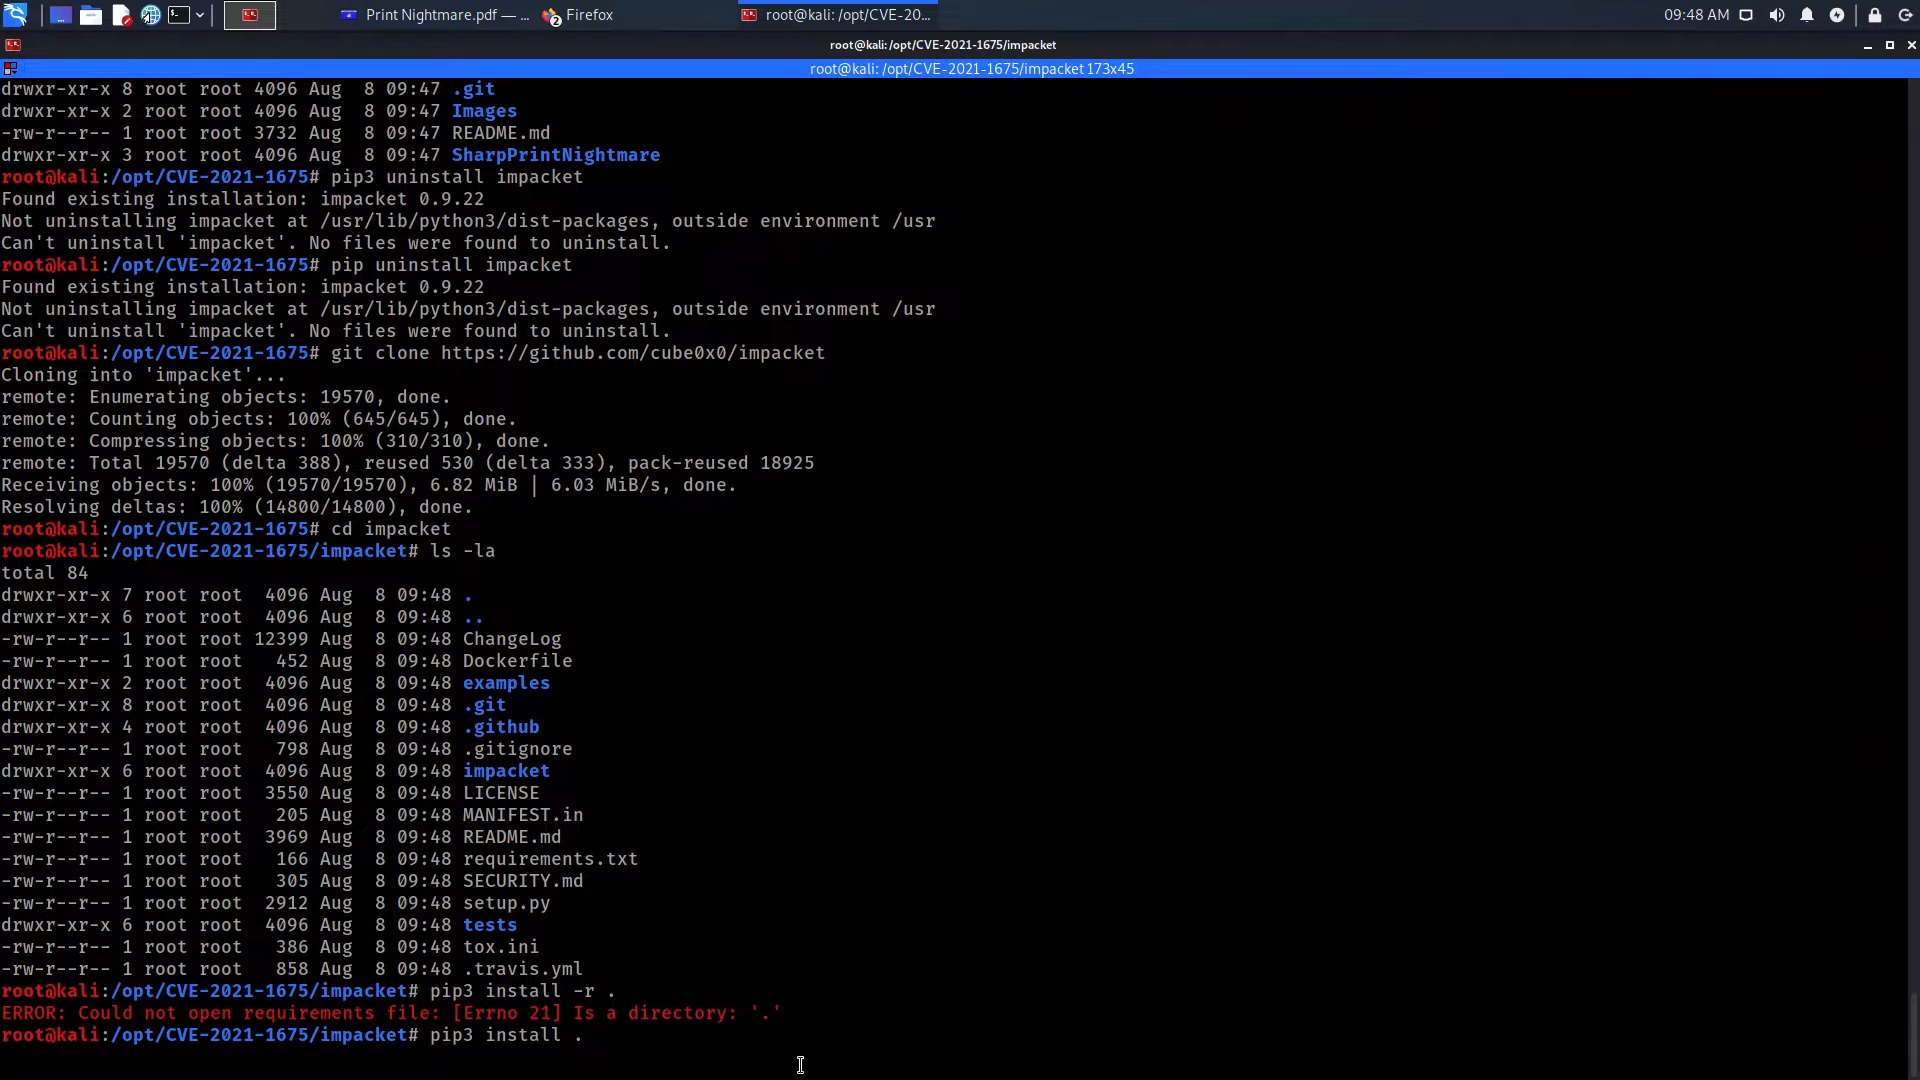 Print Nightmare.pdf — ...
2
Firefox
root@kali: /opt/CVE-20...
09:48 AM
root@kali: /opt/CVE-2021-1675/impacket
root@kali: /opt/CVE-2021-1675/impacket 173x45
drwxr-xr-x 8 root root 4096 Aug  8 09:47 .git
drwxr-xr-x 2 root root 4096 Aug  8 09:47 Images
-rw-r--r-- 1 root root 3732 Aug  8 09:47 README.md
drwxr-xr-x 3 root root 4096 Aug  8 09:47 SharpPrintNightmare
root@kali:/opt/CVE-2021-1675# pip3 uninstall impacket
Found existing installation: impacket 0.9.22
Not uninstalling impacket at /usr/lib/python3/dist-packages, outside environment /usr
Can't uninstall 'impacket'. No files were found to uninstall.
root@kali:/opt/CVE-2021-1675# pip uninstall impacket
Found existing installation: impacket 0.9.22
Not uninstalling impacket at /usr/lib/python3/dist-packages, outside environment /usr
Can't uninstall 'impacket'. No files were found to uninstall.
root@kali:/opt/CVE-2021-1675# git clone https://github.com/cube0x0/impacket
Cloning into 'impacket'...
remote: Enumerating objects: 19570, done.
remote: Counting objects: 100% (645/645), done.
remote: Compressing objects: 100% (310/310), done.
remote: Total 19570 (delta 388), reused 530 (delta 333), pack-reused 18925
Receiving objects: 100% (19570/19570), 6.82 MiB | 6.03 MiB/s, done.
Resolving deltas: 100% (14800/14800), done.
root@kali:/opt/CVE-2021-1675# cd impacket
root@kali:/opt/CVE-2021-1675/impacket# ls -la
total 84
drwxr-xr-x 7 root root  4096 Aug  8 09:48 .
drwxr-xr-x 6 root root  4096 Aug  8 09:48 ..
-rw-r--r-- 1 root root 12399 Aug  8 09:48 ChangeLog
-rw-r--r-- 1 root root   452 Aug  8 09:48 Dockerfile
drwxr-xr-x 2 root root  4096 Aug  8 09:48 examples
drwxr-xr-x 8 root root  4096 Aug  8 09:48 .git
drwxr-xr-x 4 root root  4096 Aug  8 09:48 .github
-rw-r--r-- 1 root root   798 Aug  8 09:48 .gitignore
drwxr-xr-x 6 root root  4096 Aug  8 09:48 impacket
-rw-r--r-- 1 root root  3550 Aug  8 09:48 LICENSE
-rw-r--r-- 1 root root   205 Aug  8 09:48 MANIFEST.in
-rw-r--r-- 1 root root  3969 Aug  8 09:48 README.md
-rw-r--r-- 1 root root   166 Aug  8 09:48 requirements.txt
-rw-r--r-- 1 root root   305 Aug  8 09:48 SECURITY.md
-rw-r--r-- 1 root root  2912 Aug  8 09:48 setup.py
drwxr-xr-x 6 root root  4096 Aug  8 09:48 tests
-rw-r--r-- 1 root root   386 Aug  8 09:48 tox.ini
-rw-r--r-- 1 root root   858 Aug  8 09:48 .travis.yml
root@kali:/opt/CVE-2021-1675/impacket# pip3 install -r .
ERROR: Could not open requirements file: [Errno 21] Is a directory: '.'
root@kali:/opt/CVE-2021-1675/impacket# pip3 install .